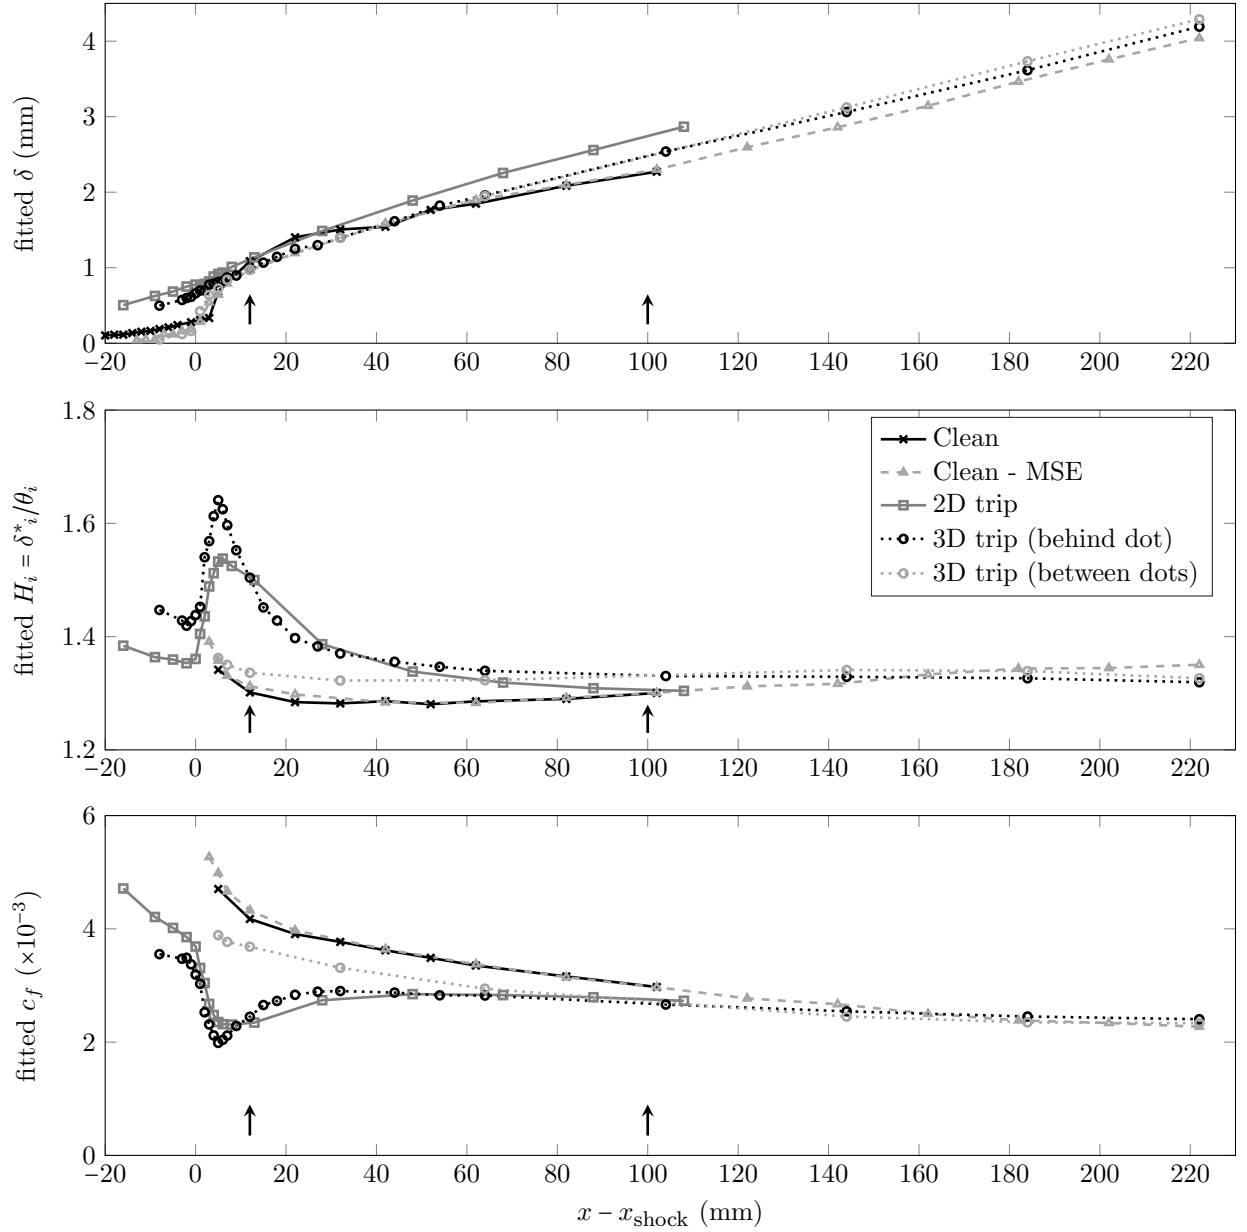 4
3
2
1
0
fitted δ (mm)
−20 0 20 40 60 80 100 120 140 160 180 200 220
1.8
1.6
1.4
1.2
fitted Hᵢ = δ*ᵢ/θᵢ
Clean
Clean - MSE
2D trip
3D trip (behind dot)
3D trip (between dots)
−20 0 20 40 60 80 100 120 140 160 180 200 220
6
4
2
0
fitted c_f (×10⁻³)
−20 0 20 40 60 80 100 120 140 160 180 200 220
x − x_shock (mm)